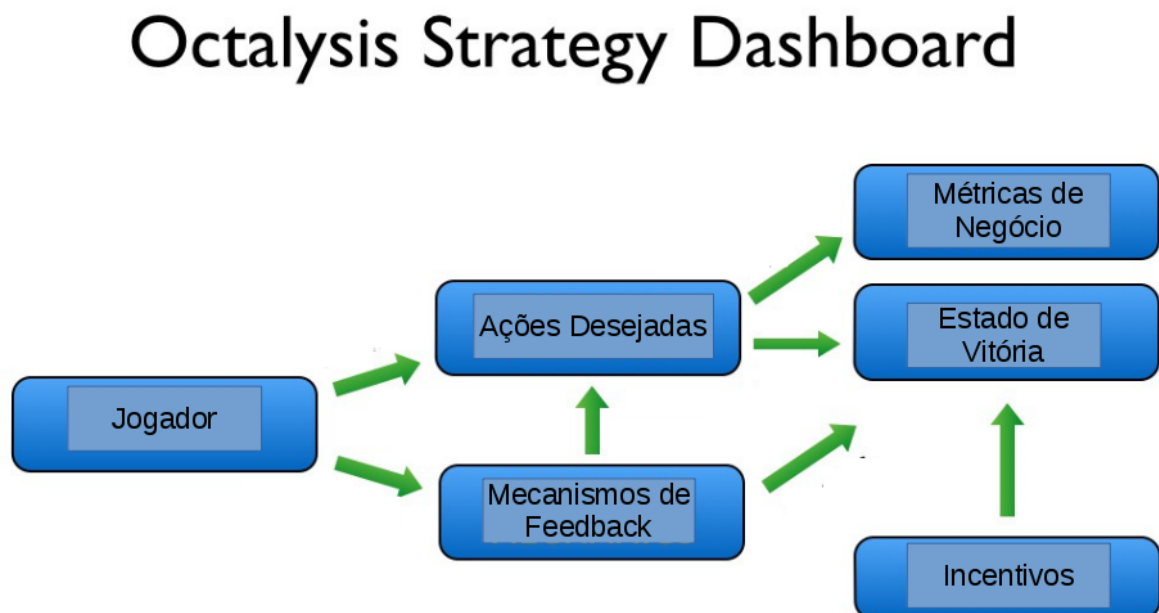 Octalysis Strategy Dashboard
Métricas de
Negócio
Ações Desejadas
Estado de
Vitória
Jogador
Mecanismos de
Feedback
Incentivos